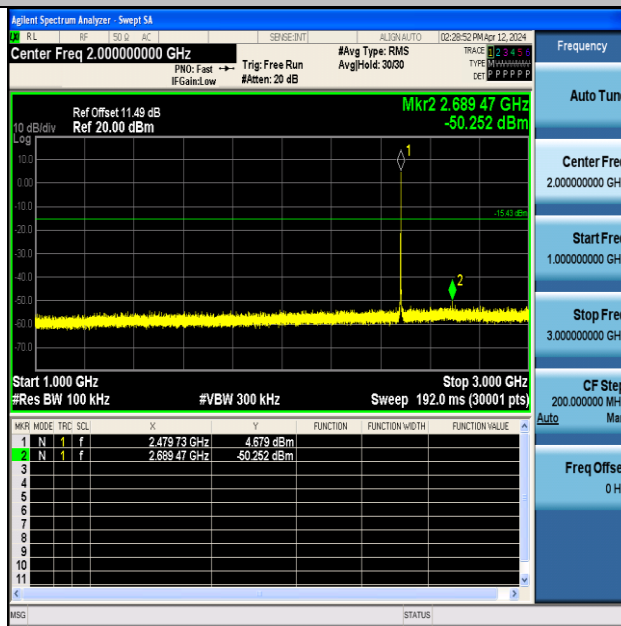 Agilent Spectrum Analyzer - Swept SA
RL RF 50 Ω AC SENSE:INT ALIGN AUTO 02:28:52 PM Apr 12, 2024
Center Freq 2.000000000 GHz
#Avg Type: RMS
TRACE 1 2 3 4 5 6
PNO: Fast
Trig: Free Run
Avg|Hold: 30/30
TYPE M
IFGain:Low
#Atten: 20 dB
DET P P P P P P
Mkr2 2.689 47 GHz
-50.252 dBm
Ref Offset 11.49 dB
10 dB/div
Ref 20.00 dBm
Log
10.0
0.00
-10.0
-20.0
-30.0
-40.0
-50.0
-60.0
-70.0
1
-15.43 dBm
2
Start 1.000 GHz
Stop 3.000 GHz
#Res BW 100 kHz
#VBW 300 kHz
Sweep 192.0 ms (30001 pts)
MKR MODE TRC SCL X Y FUNCTION FUNCTION WIDTH FUNCTION VALUE
1 N 1 f 2.479 73 GHz 4.679 dBm
2 N 1 f 2.689 47 GHz -50.252 dBm
3
4
5
6
7
8
9
10
11
MSG
STATUS
Frequency
Auto Tun
Center Fre
2.000000000 GH
Start Fre
1.000000000 GH
Stop Fre
3.000000000 GH
CF Step
200.000000 MH
Auto Ma
Freq Offse
0 H